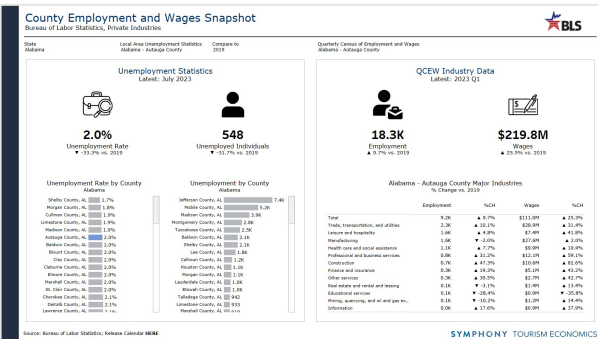 County Employment and Wages Snapshot
Bureau of Labor Statistics, Private Industries
BLS
State
Alabama
Local Area Unemployment Statistics
Alabama - Autauga County
Compare to
2019
Quarterly Census of Employment and Wages
Alabama - Autauga County
Unemployment Statistics
Latest: July 2023
2.0%
Unemployment Rate
▼ -33.3% vs. 2019
548
Unemployed Individuals
▼ -31.7% vs. 2019
Unemployment Rate by County
Alabama
Shelby County, AL 1.7%
Morgan County, AL 1.8%
Cullman County, AL 1.9%
Limestone County, AL 1.9%
Madison County, AL 1.9%
Autauga County, AL 2.0%
Baldwin County, AL 2.0%
Blount County, AL 2.0%
Clay County, AL 2.0%
Cleburne County, AL 2.0%
Elmore County, AL 2.0%
Marshall County, AL 2.0%
St. Clair County, AL 2.0%
Cherokee County, AL 2.1%
DeKalb County, AL 2.1%
Lawrence County, AL 2.1%
Unemployment by County
Alabama
Jefferson County, AL 7.4K
Mobile County, AL 5.2K
Madison County, AL 3.9K
Montgomery County, AL 2.8K
Tuscaloosa County, AL 2.3K
Baldwin County, AL 2.1K
Shelby County, AL 2.1K
Lee County, AL 1.8K
Calhoun County, AL 1.2K
Houston County, AL 1.1K
Morgan County, AL 1.1K
Lauderdale County, AL 1.0K
Etowah County, AL 1.0K
Talladega County, AL 942
Limestone County, AL 933
Marshall County, AL
QCEW Industry Data
Latest: 2023 Q1
18.3K
Employment
▲ 9.7% vs. 2019
$219.8M
Wages
▲ 25.5% vs. 2019
Alabama - Autauga County Major Industries
% Change vs. 2019
Employment %CH Wages %CH
Total 9.2K ▲ 9.7% $111.0M ▲ 25.3%
Trade, transportation, and utilities 2.3K ▲ 10.1% $20.9M ▲ 31.4%
Leisure and hospitality 1.6K ▲ 4.8% $7.4M ▲ 41.8%
Manufacturing 1.6K ▼ -2.0% $27.6M ▲ 2.0%
Health care and social assistance 1.1K ▲ 7.7% $9.9M ▲ 10.4%
Professional and business services 0.8K ▲ 31.2% $12.1M ▲ 59.1%
Construction 0.7K ▲ 47.3% $10.6M ▲ 82.6%
Finance and insurance 0.3K ▲ 19.3% $5.1M ▲ 43.2%
Other services 0.3K ▲ 30.5% $2.7M ▲ 42.7%
Real estate and rental and leasing 0.1K ▼ -3.1% $1.4M ▲ 13.4%
Educational services 0.1K ▼ -28.4% $0.9M ▼ -35.8%
Mining, quarrying, and oil and gas ex.. 0.1K ▼ -10.2% $1.2M ▲ 14.4%
Information 0.0K ▲ 17.6% $0.9M ▲ 37.9%
Source: Bureau of Labor Statistics; Release Calendar HERE
SYMPHONY TOURISM ECONOMICS